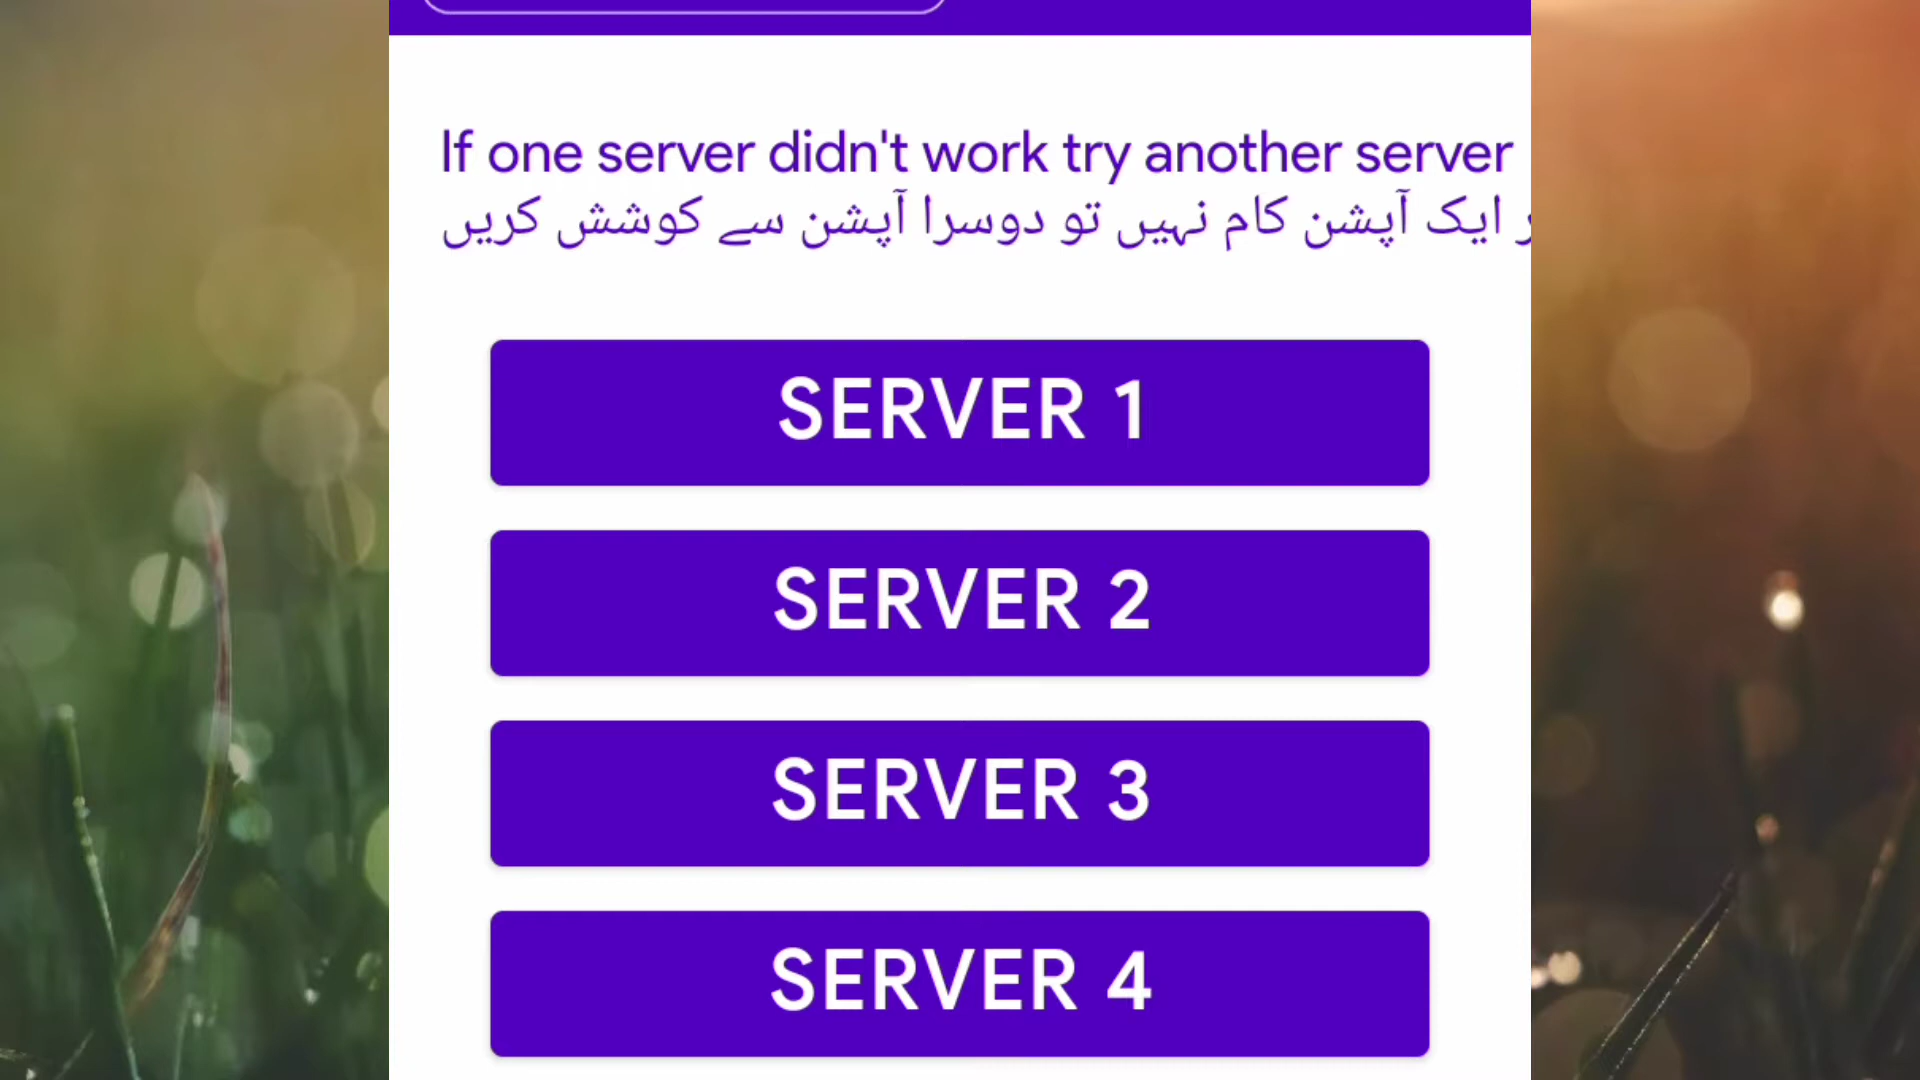 If one server didn't work try another server
ایک آپشن کام نہیں تو دوسرا آپشن سے کوشش کریں
SERVER 1
SERVER 2
SERVER 3
SERVER 4